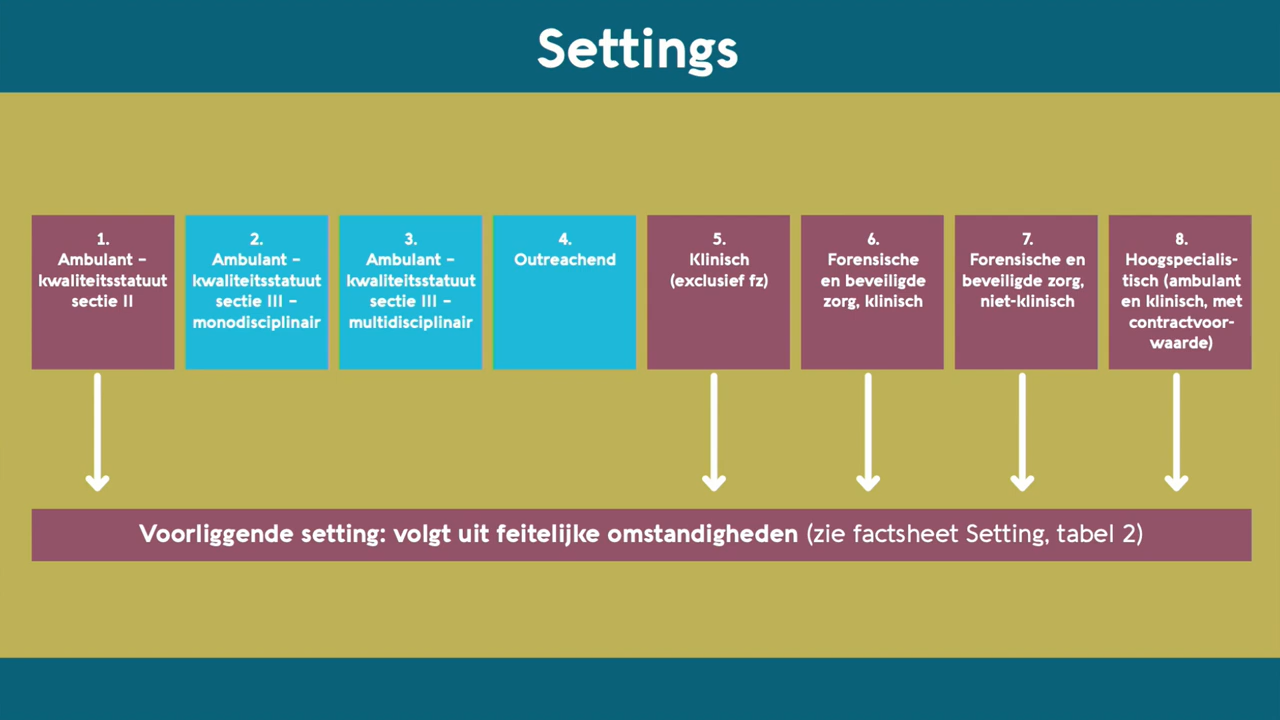 Settings
1.
Ambulant –
kwaliteitsstatuut
sectie II
2.
Ambulant –
kwaliteitsstatuut
sectie III –
monodisciplinair
3.
Ambulant –
kwaliteitsstatuut
sectie III –
multidisciplinair
4.
Outreachend
5.
Klinisch
(exclusief fz)
6.
Forensische
en beveiligde
zorg, klinisch
7.
Forensische en
beveiligde zorg,
niet-klinisch
8.
Hoogspecialis-
tisch (ambulant
en klinisch, met
contractvoor-
waarde)
Voorliggende setting: volgt uit feitelijke omstandigheden (zie factsheet Setting, tabel 2)